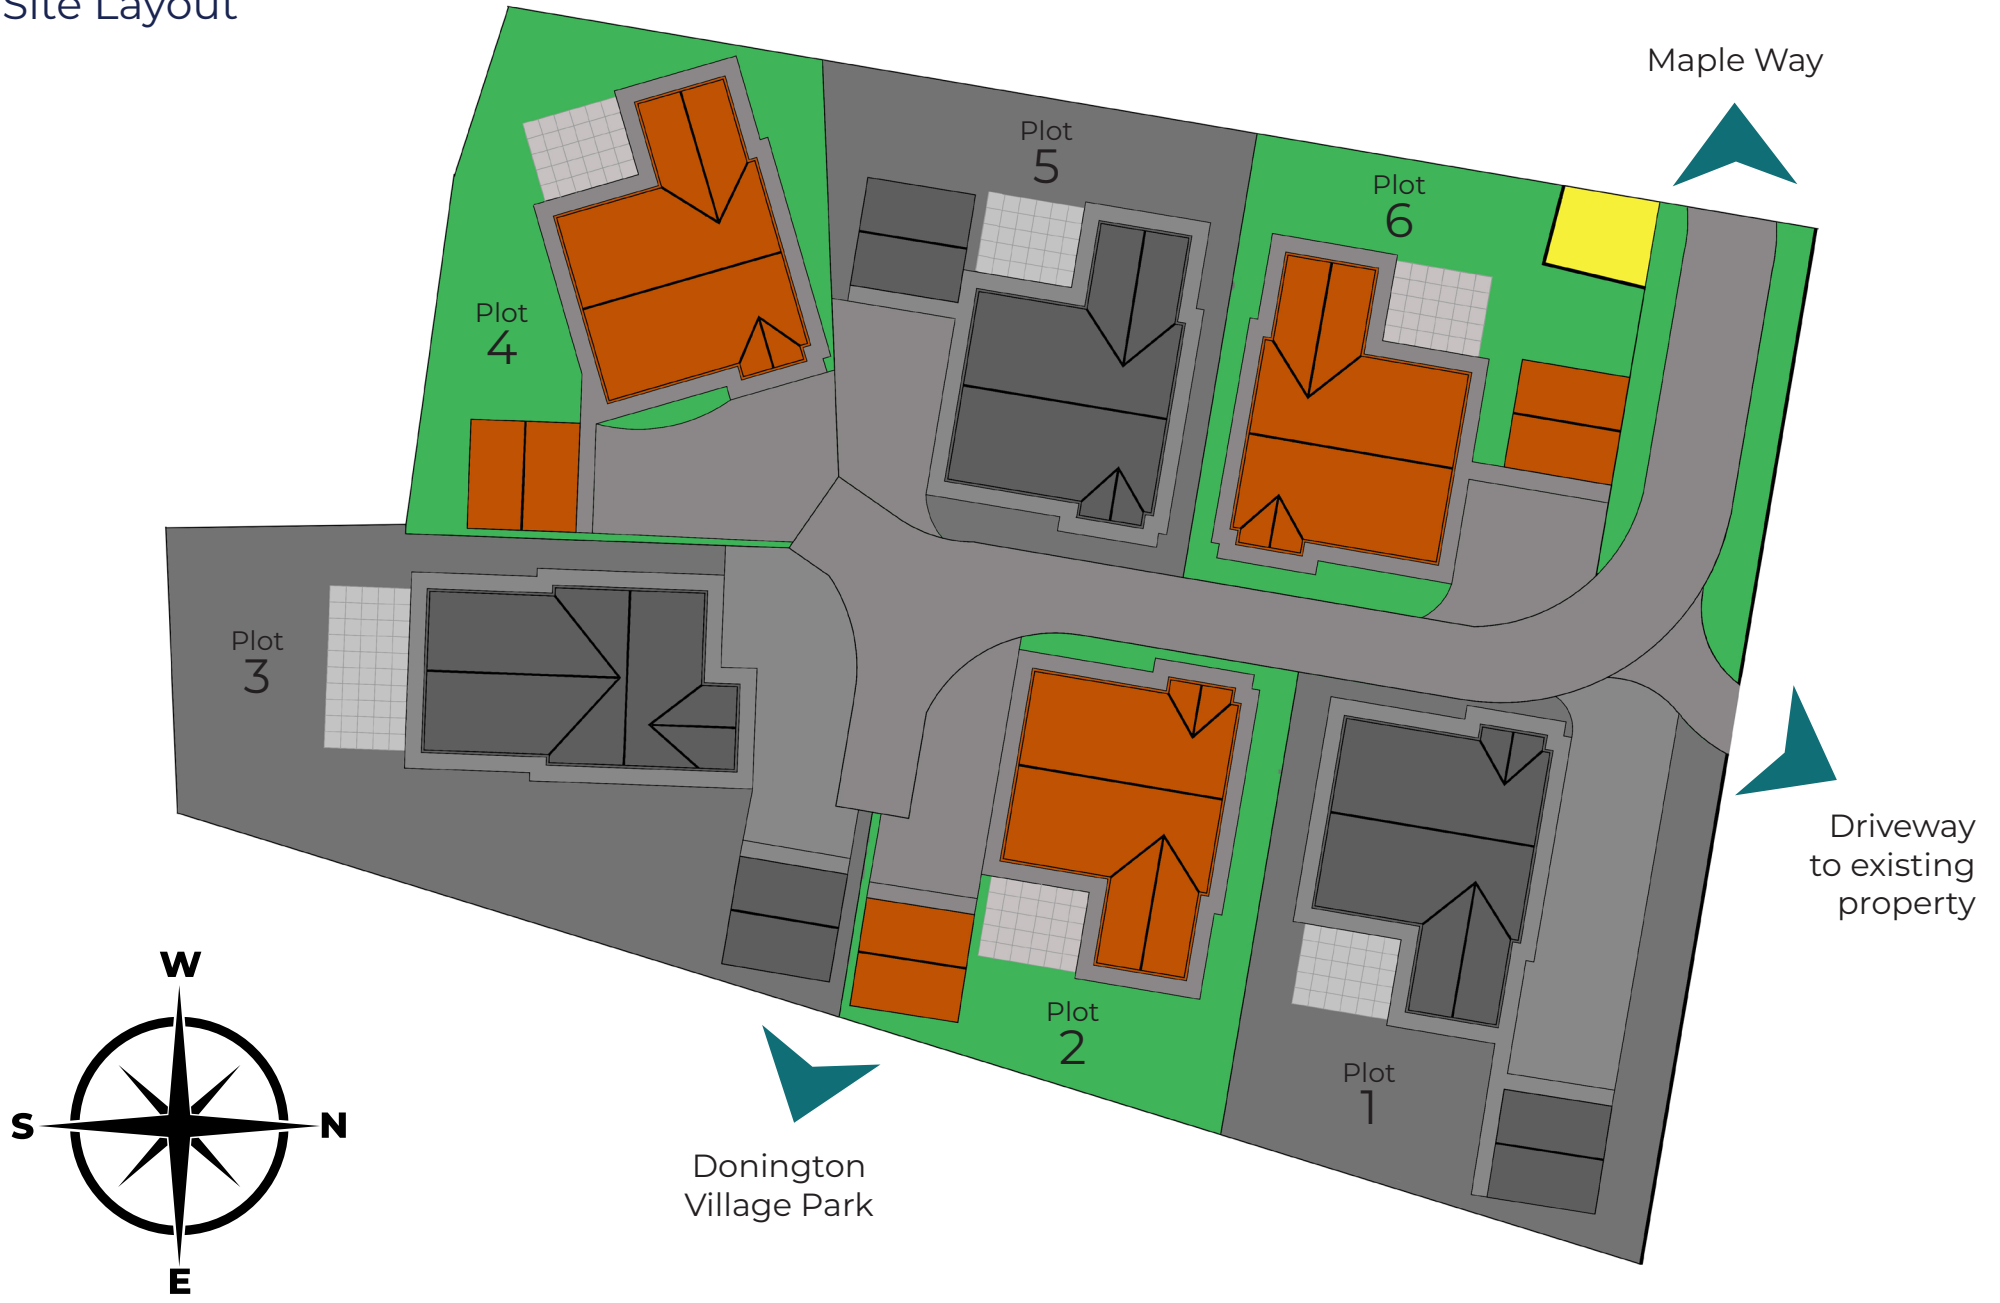 Site Layout
Maple Way
Plot
5
Plot
6
Plot
4
Plot
3
Driveway
to existing
property
Plot
2
Plot
1
Donington
Village Park
W
S
N
E